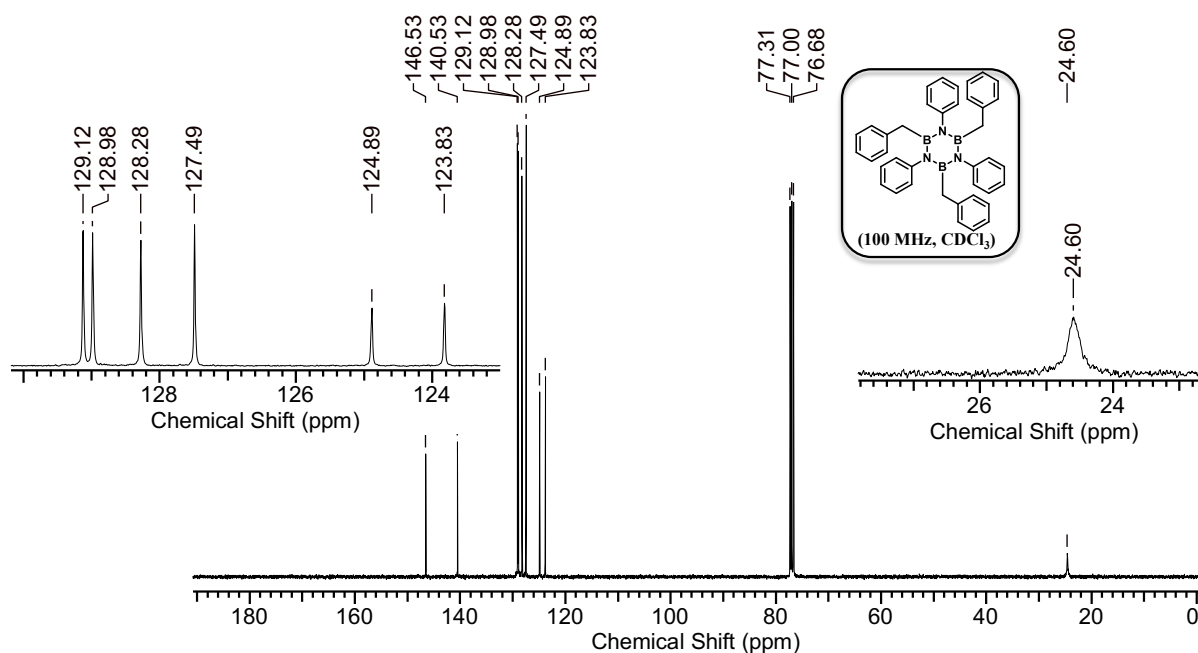 146.53
140.53
129.12
128.98
128.28
127.49
124.89
123.83
77.31
77.00
76.68
24.60
129.12
128.98
128.28
127.49
124.89
123.83
128 126 124
Chemical Shift (ppm)
N
B B
N N
B
(100 MHz, CDCl₃)
24.60
26 24
Chemical Shift (ppm)
180 160 140 120 100 80 60 40 20 0
Chemical Shift (ppm)